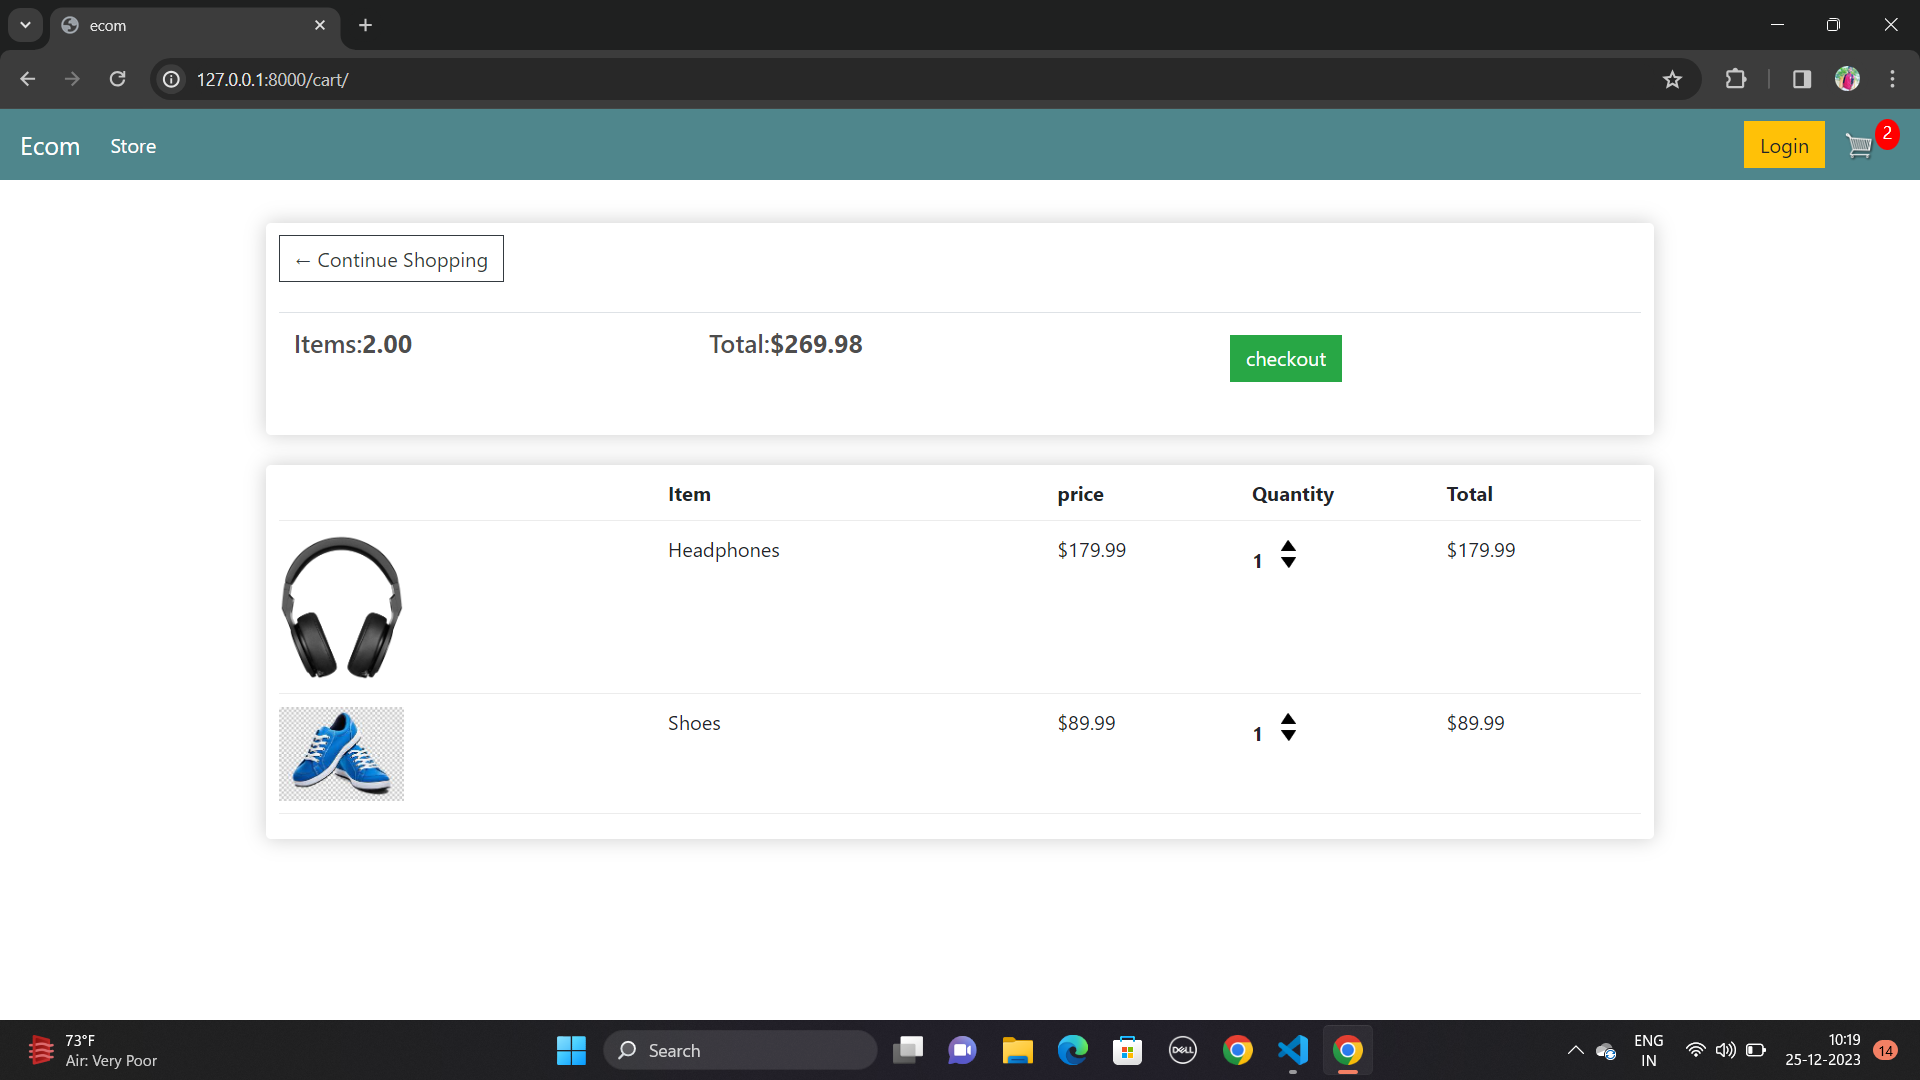 ecom
127.0.0.1:8000/cart/
Ecom Store Login 2
← Continue Shopping
Items:2.00 Total:$269.98 checkout
Item price Quantity Total
Headphones $179.99 1 $179.99
Shoes $89.99 1 $89.99
73°F
Air: Very Poor
Search
DELL
ENG
IN
10:19
25-12-2023
14